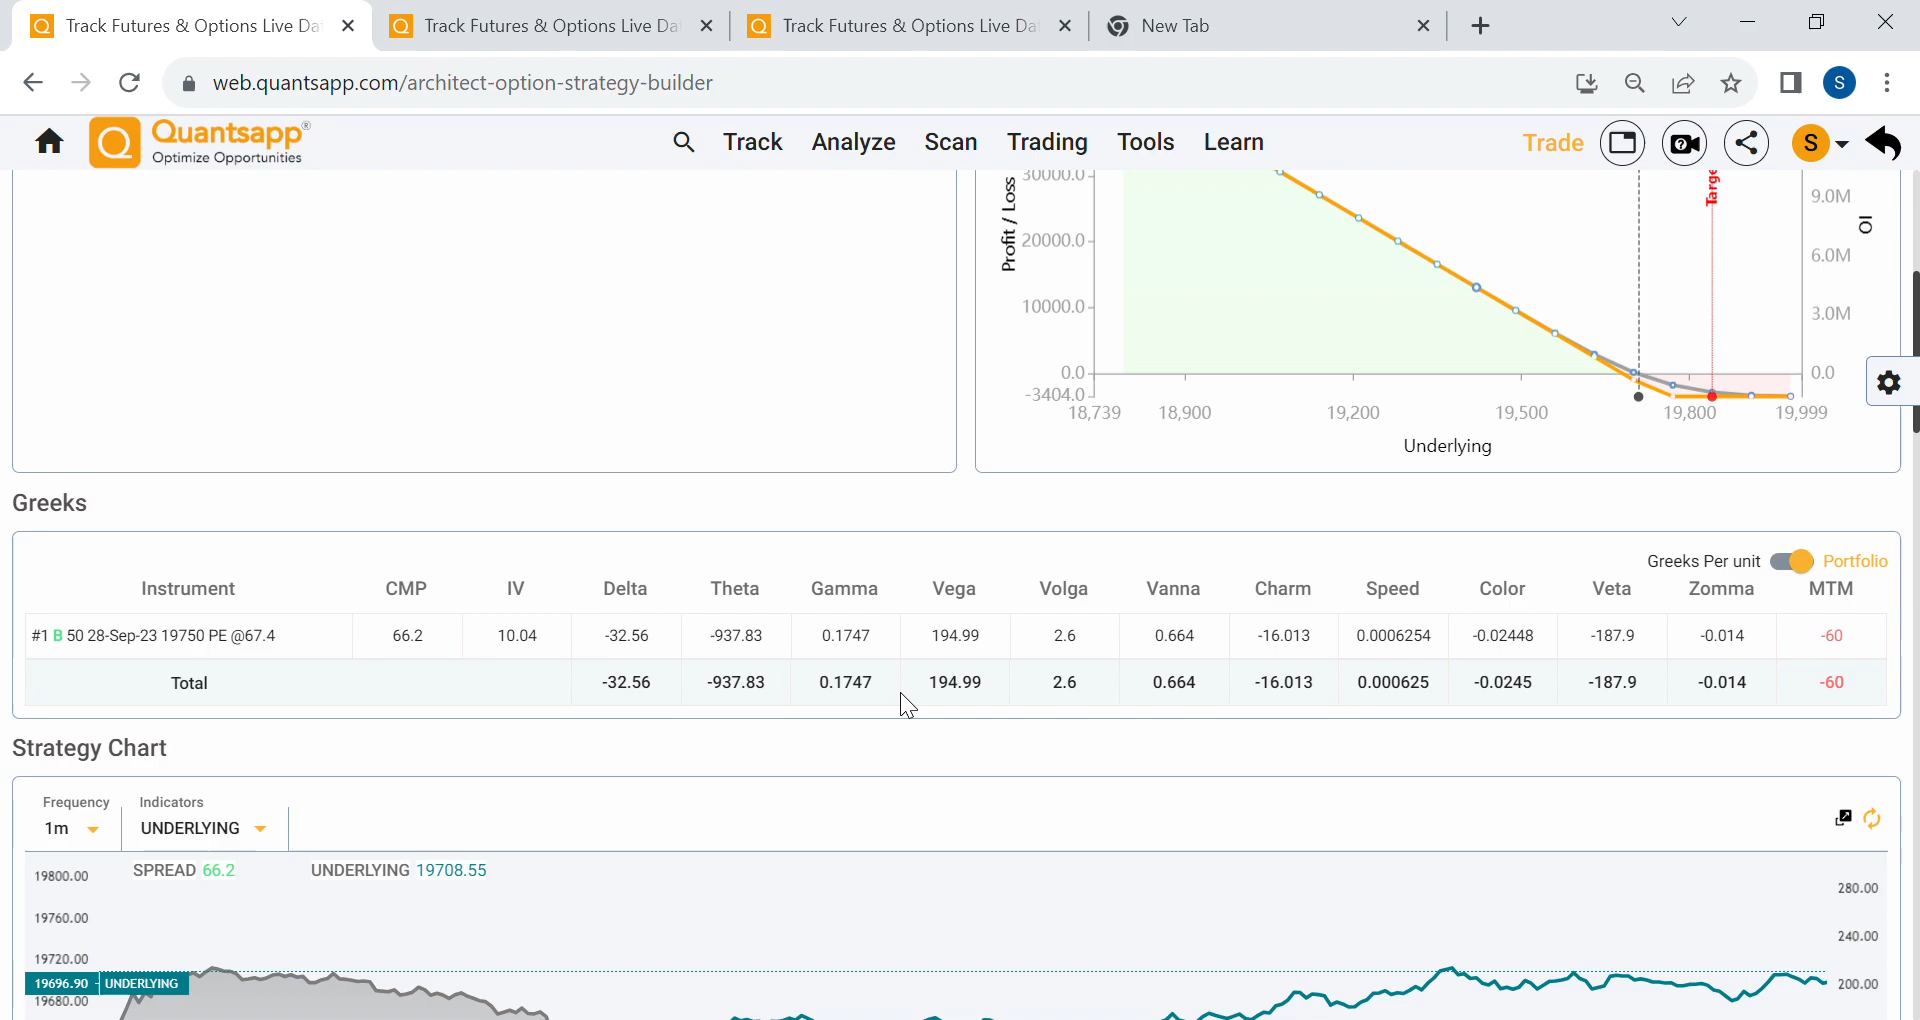 Track Futures & Options Live Da
Track Futures & Options Live Da
Track Futures & Options Live Da
New Tab
web.quantsapp.com/architect-option-strategy-builder
S
Quantsapp®
Optimize Opportunities
Track
Analyze
Scan
Trading
Tools
Learn
Trade
S
30000.0
20000.0
10000.0
0.0
-3404.0
Profit / Loss
Targe
9.0M
6.0M
3.0M
0.0
OI
18,739
18,900
19,200
19,500
19,800
19,999
Underlying
Greeks
Greeks Per unit Portfolio
Instrument CMP IV Delta Theta Gamma Vega Volga Vanna Charm Speed Color Veta Zomma MTM
#1 B 50 28-Sep-23 19750 PE @67.4 66.2 10.04 -32.56 -937.83 0.1747 194.99 2.6 0.664 -16.013 0.0006254 -0.02448 -187.9 -0.014 -60
Total -32.56 -937.83 0.1747 194.99 2.6 0.664 -16.013 0.000625 -0.0245 -187.9 -0.014 -60
Strategy Chart
Frequency Indicators
1m UNDERLYING
SPREAD 66.2 UNDERLYING 19708.55
19800.00
19760.00
19720.00
19696.90 - UNDERLYING
19680.00
280.00
240.00
200.00